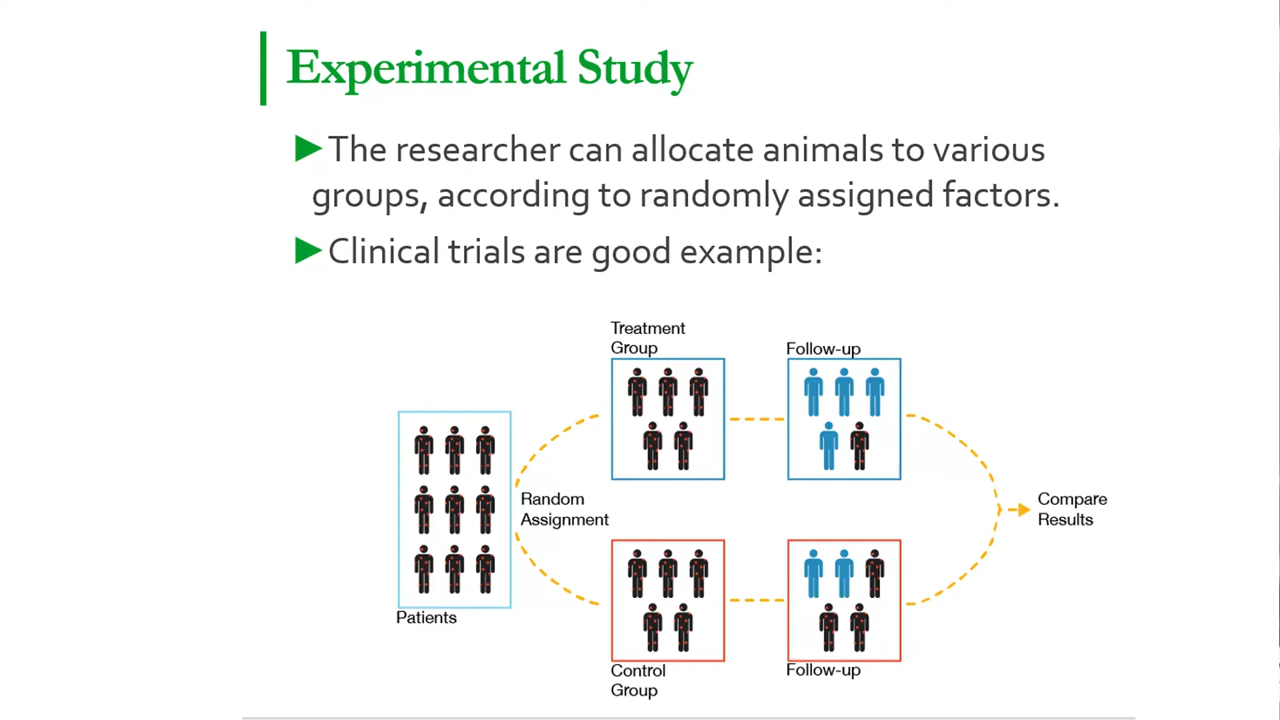 Experimental Study
▶The researcher can allocate animals to various
groups, according to randomly assigned factors.
▶Clinical trials are good example:
Treatment
Group
Follow-up
Random
Assignment
Compare
Results
Patients
Control
Group
Follow-up